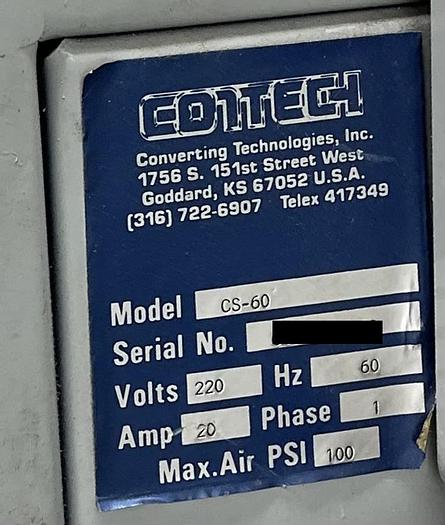 CONTECH
Converting Technologies, Inc.
1756 S. 151st Street West
Goddard, KS 67052 U.S.A.
(316) 722-6907 Telex 417349
Model CS-60
Serial No.
Volts 220 Hz 60
Amp 20 Phase 1
Max. Air PSI 100